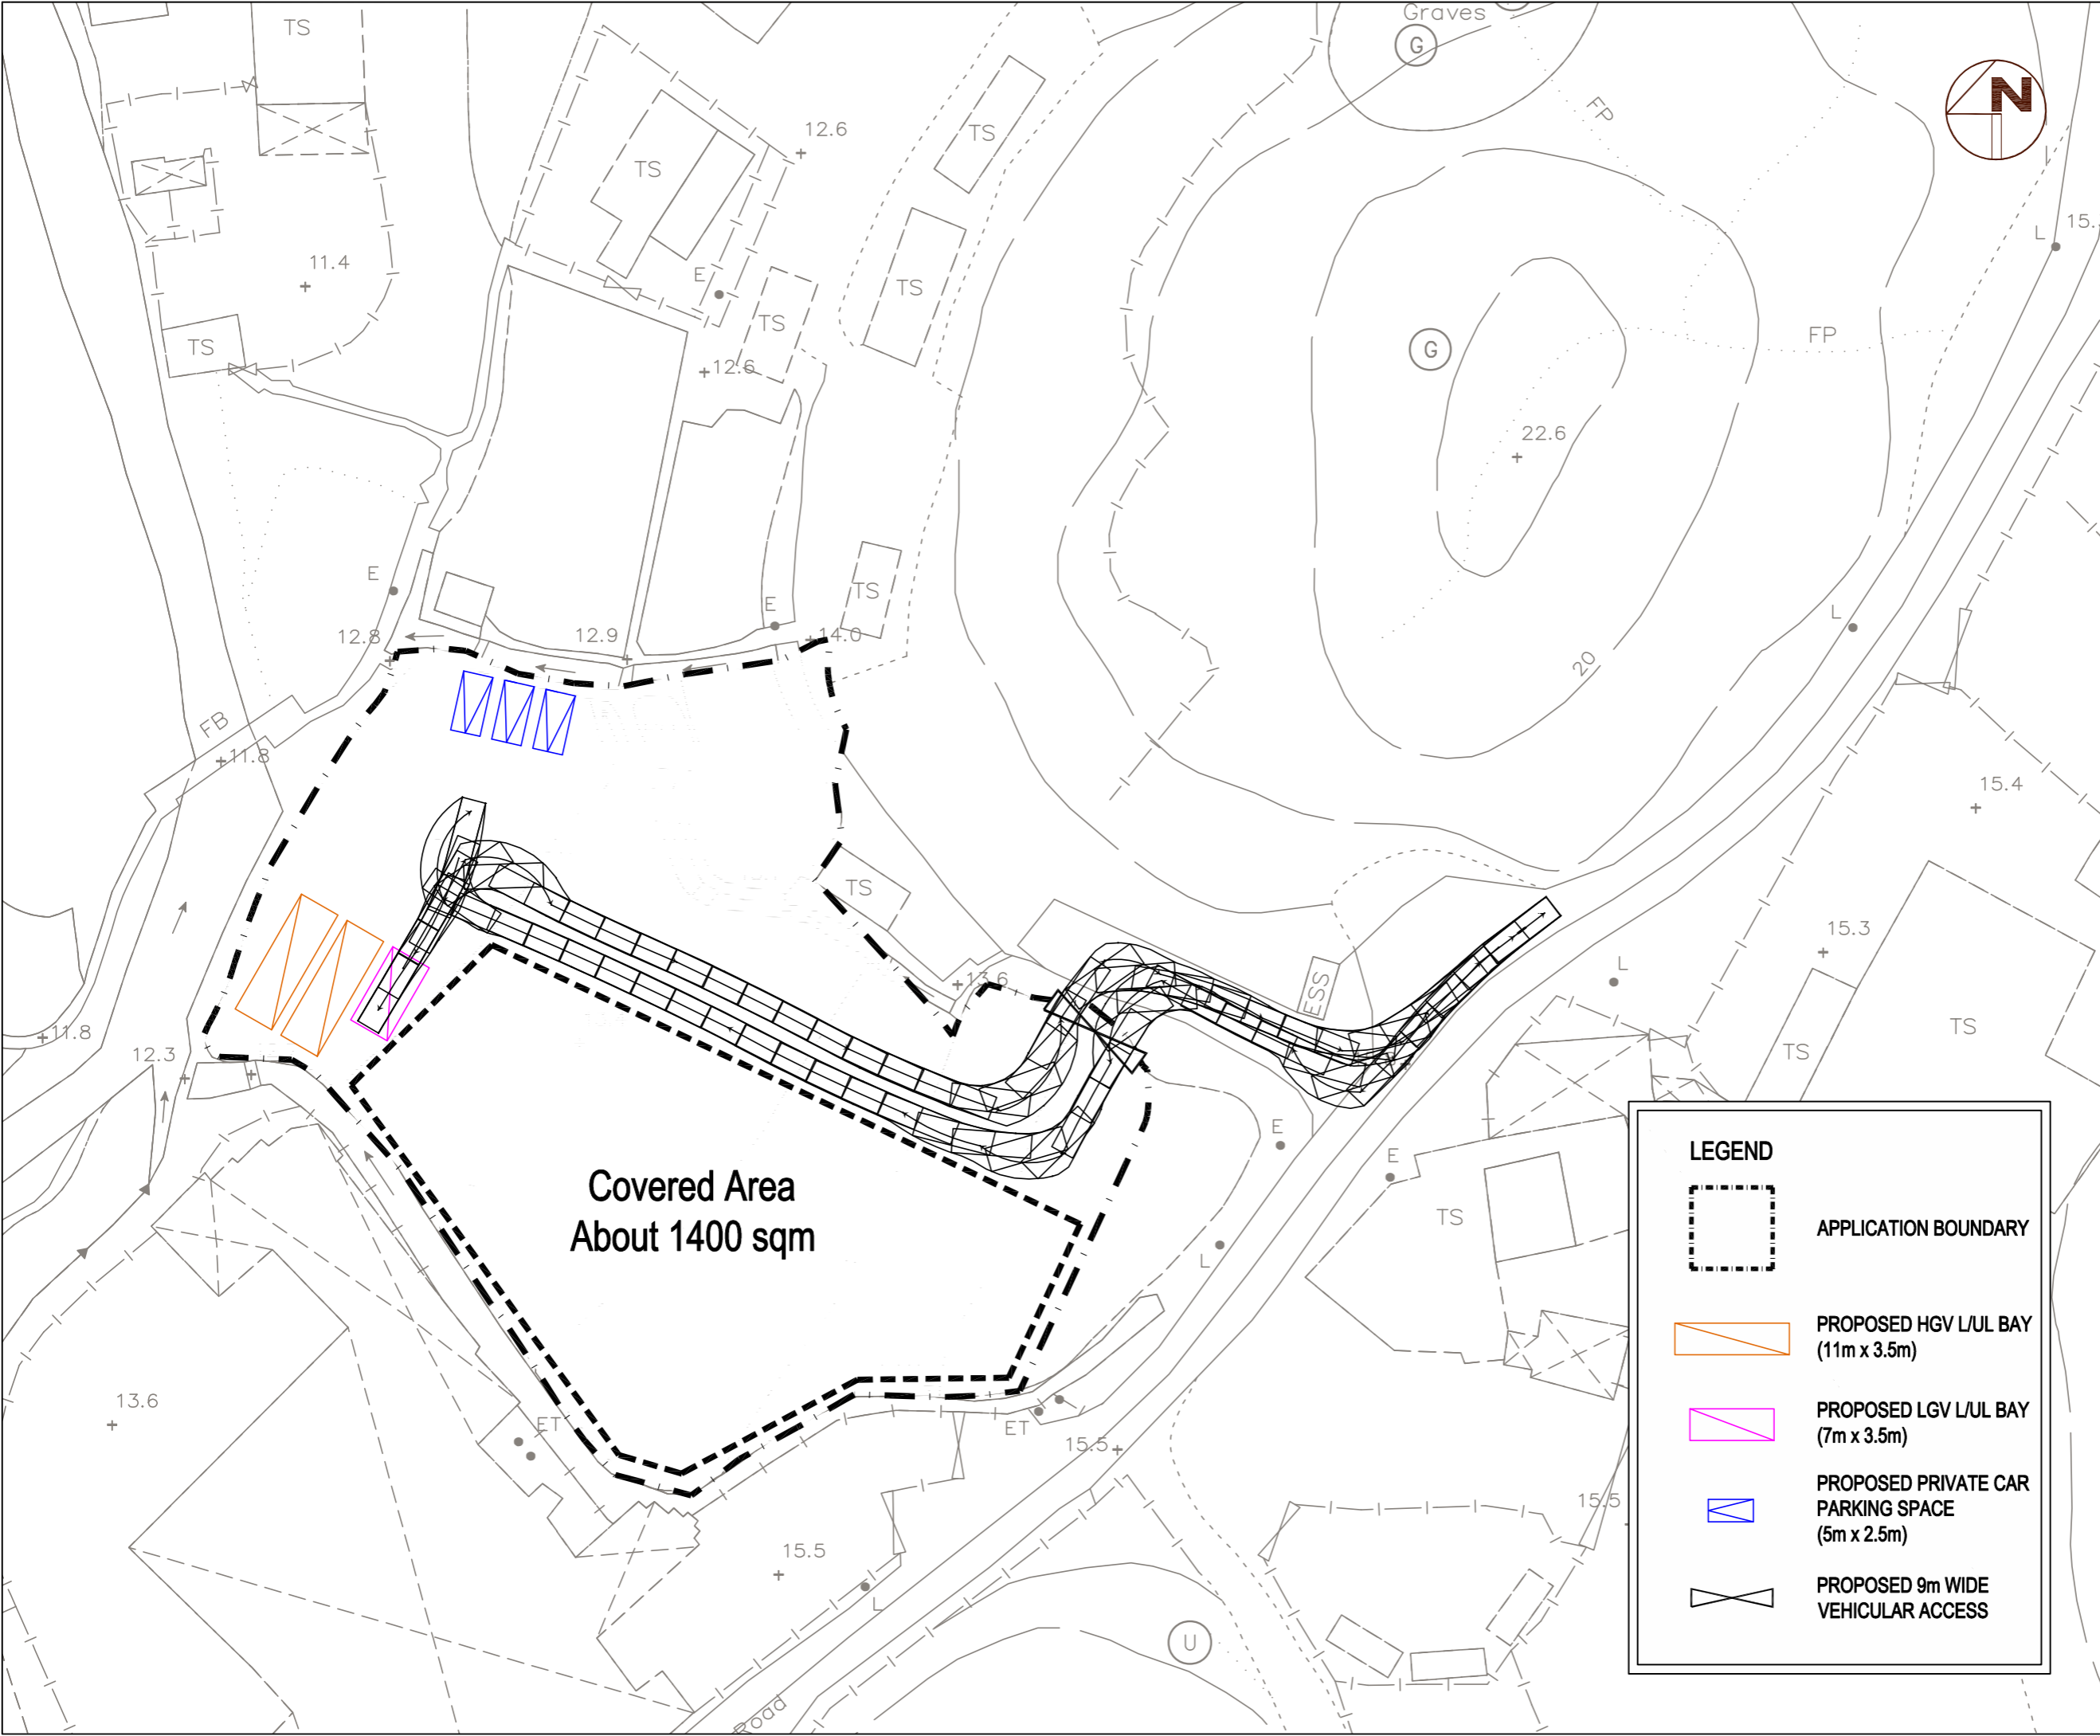 Graves
G
TS
N
12.6
TS
TS
FP
15.
L
11.4
E
TS
TS
TS
G
FP
12.6
TS
22.6
E
TS
E
L
12.8
12.9
14.0
20
FB
11.8
15.4
TS
15.3
L
13.6
ESS
11.8
12.3
TS
TS
E
E
Covered Area
About 1400 sqm
TS
L
13.6
ET
ET
15.5
15.5
15.5
L
U
Road
LEGEND
APPLICATION BOUNDARY
PROPOSED HGV L/UL BAY
(11m x 3.5m)
PROPOSED LGV L/UL BAY
(7m x 3.5m)
PROPOSED PRIVATE CAR
PARKING SPACE
(5m x 2.5m)
PROPOSED 9m WIDE
VEHICULAR ACCESS